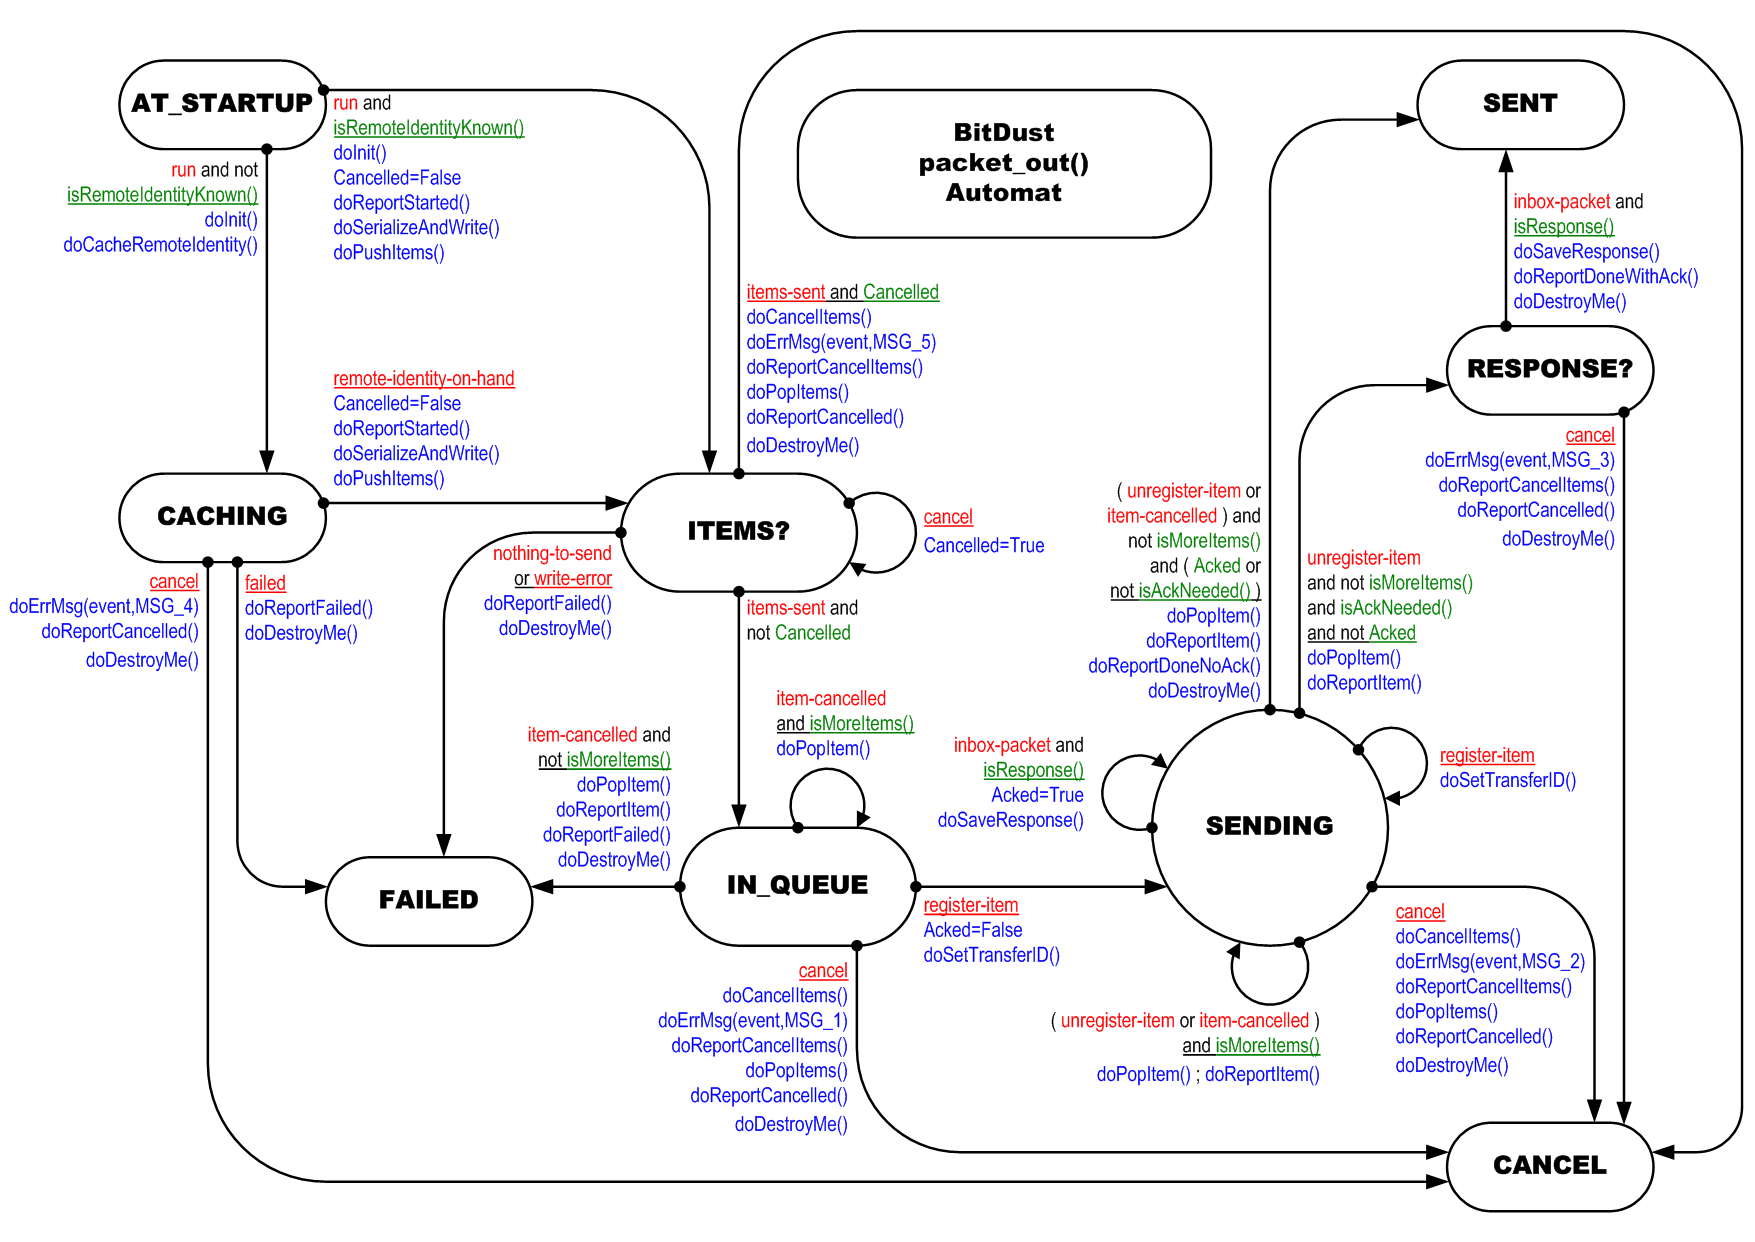 AT_STARTUP
run and
isRemoteIdentityKnown()
doInit()
Cancelled=False
doReportStarted()
doSerializeAndWrite()
doPushItems()
run and not
isRemoteIdentityKnown()
doInit()
doCacheRemoteIdentity()
BitDust
packet_out()
Automat
SENT
inbox-packet and
isResponse()
doSaveResponse()
doReportDoneWithAck()
doDestroyMe()
items-sent and Cancelled
doCancelItems()
doErrMsg(event,MSG_5)
doReportCancelItems()
doPopItems()
doReportCancelled()
doDestroyMe()
RESPONSE?
remote-identity-on-hand
Cancelled=False
doReportStarted()
doSerializeAndWrite()
doPushItems()
cancel
doErrMsg(event,MSG_3)
doReportCancelItems()
doReportCancelled()
doDestroyMe()
CACHING
ITEMS?
cancel
Cancelled=True
( unregister-item or
item-cancelled ) and
not isMoreItems()
and ( Acked or
not isAckNeeded() )
doPopItem()
doReportItem()
doReportDoneNoAck()
doDestroyMe()
unregister-item
and not isMoreItems()
and isAckNeeded()
and not Acked
doPopItem()
doReportItem()
nothing-to-send
or write-error
doReportFailed()
doDestroyMe()
cancel
doErrMsg(event,MSG_4)
doReportCancelled()
doDestroyMe()
failed
doReportFailed()
doDestroyMe()
items-sent and
not Cancelled
item-cancelled
and isMoreItems()
doPopItem()
item-cancelled and
not isMoreItems()
doPopItem()
doReportItem()
doReportFailed()
doDestroyMe()
inbox-packet and
isResponse()
Acked=True
doSaveResponse()
register-item
doSetTransferID()
SENDING
IN_QUEUE
FAILED
register-item
Acked=False
doSetTransferID()
cancel
doCancelItems()
doErrMsg(event,MSG_2)
doReportCancelItems()
doPopItems()
doReportCancelled()
doDestroyMe()
cancel
doCancelItems()
doErrMsg(event,MSG_1)
doReportCancelItems()
doPopItems()
doReportCancelled()
doDestroyMe()
( unregister-item or item-cancelled )
and isMoreItems()
doPopItem() ; doReportItem()
CANCEL